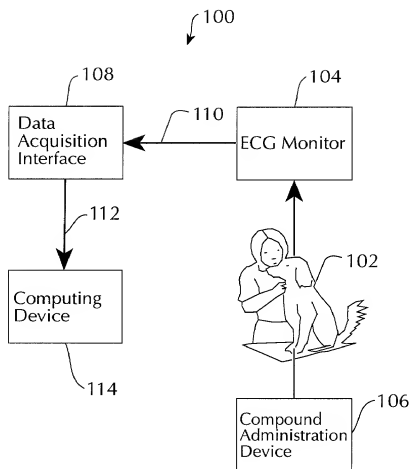 100
108
104
Data
Acquisition
Interface
110
ECG Monitor
112
102
Computing
Device
114
106
Compound
Administration
Device